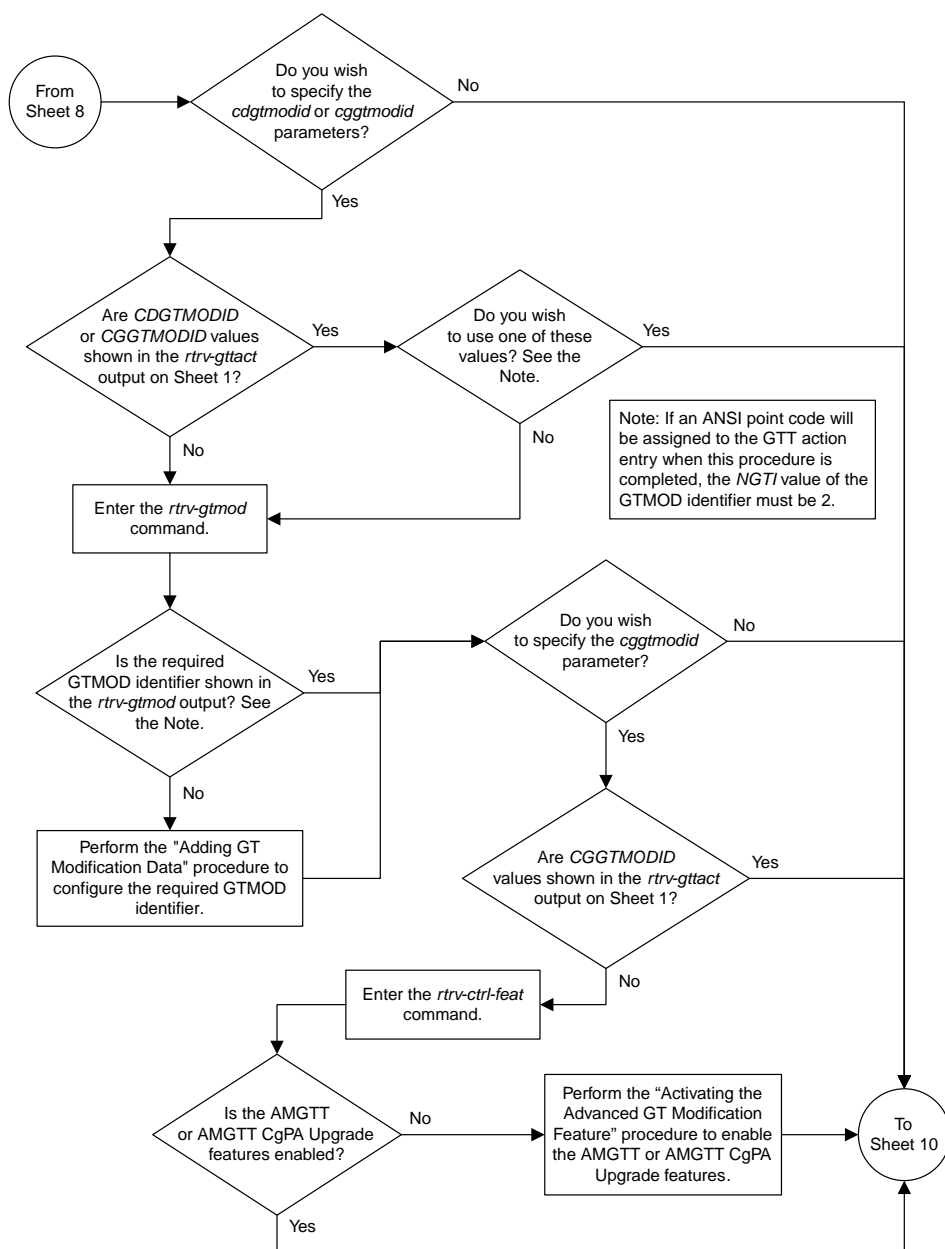 From
Sheet 8
Do you wish
to specify the
cdgtmodid or cggtmodid
parameters?
No
Yes
Are CDGTMODID
or CGGTMODID values
shown in the rtrv-gttact
output on Sheet 1?
Yes
No
Do you wish
to use one of these
values? See the
Note.
Yes
No
Note: If an ANSI point code will
be assigned to the GTT action
entry when this procedure is
completed, the NGTI value of the
GTMOD identifier must be 2.
Enter the rtrv-gtmod
command.
Is the required
GTMOD identifier shown in
the rtrv-gtmod output? See
the Note.
Yes
No
Perform the "Adding GT
Modification Data" procedure to
configure the required GTMOD
identifier.
Do you wish
to specify the cggtmodid
parameter?
No
Yes
Are CGGTMODID
values shown in the rtrv-gttact
output on Sheet 1?
Yes
No
Enter the rtrv-ctrl-feat
command.
Is the AMGTT
or AMGTT CgPA Upgrade
features enabled?
No
Yes
Perform the “Activating the
Advanced GT Modification
Feature” procedure to enable
the AMGTT or AMGTT CgPA
Upgrade features.
To
Sheet 10